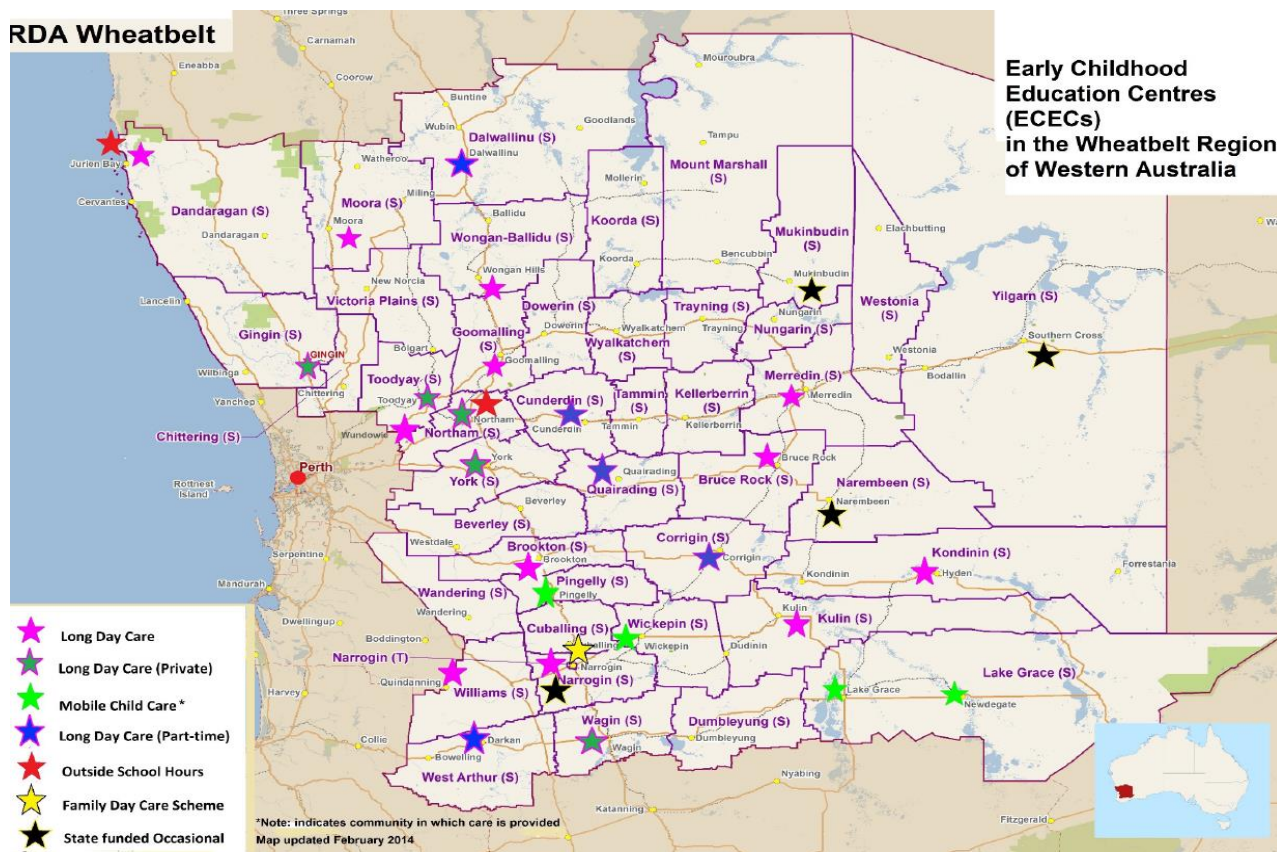 RDA Wheatbelt
Early Childhood
Education Centres
(ECECs)
in the Wheatbelt Region
of Western Australia
Three Springs
Carnamah
Eneabba
Coorow
Mouroubra
Buntine
Wubin
Goodlands
Dalwallinu (S)
Dalwallinu
Tampu
Jurien Bay
Watheroo
Mount Marshall
(S)
Mollerin
Miling
Cervantes
Dandaragan (S)
Moora (S)
Moora
Dandaragan
Ballidu
Wongan-Ballidu (S)
Koorda (S)
Mukinbudin
(S)
Elachbutting
Koorda
Bencubbin
Wongan Hills
Mukinbudin
New Norcia
Lancelin
Victoria Plains (S)
Dowerin (S)
Trayning (S)
Westonia
(S)
Yilgarn (S)
Nungarin
Nungarin (S)
Gingin (S)
Goomalling
(S)
Dowerin
Wyalkatchem
Trayning
Wyalkatchem
(S)
Southern Cross
Bolgart
GINGIN
Goomalling
Westonia
Bodallin
Wilbinga
Toodyay (S)
Merredin (S)
Chittering
Toodyay
Merredin
Yanchep
Cunderdin (S)
Tammin
(S)
Kellerberrin
(S)
Northam
Cunderdin
Tammin
Kellerberrin
Chittering (S)
Wundowie
Northam (S)
York
Perth
York (S)
Quairading
Quairading (S)
Bruce Rock
Bruce Rock (S)
Narembeen (S)
Narembeen
Rottnest
Island
Beverley
Beverley (S)
Westdale
Brookton (S)
Brookton
Corrigin (S)
Corrigin
Kondinin (S)
Serpentine
Kondinin
Hyden
Forrestania
Mandurah
Pingelly (S)
Pingelly
Wandering (S)
Wandering
Kulin
Kulin (S)
Dwellingup
Cuballing (S)
Wickepin (S)
Boddington
Wickepin
Dudinin
Narrogin (T)
Narrogin
Quindanning
Narrogin (S)
Williams (S)
Lake Grace (S)
Lake Grace
Newdegate
Harvey
Wagin (S)
Dumbleyung (S)
Collie
Darkan
Wagin
Dumbleyung
Bowelling
West Arthur (S)
Nyabing
Katanning
Fitzgerald
Long Day Care
Long Day Care (Private)
Mobile Child Care*
Long Day Care (Part-time)
Outside School Hours
Family Day Care Scheme
State funded Occasional
*Note: indicates community in which care is provided
Map updated February 2014